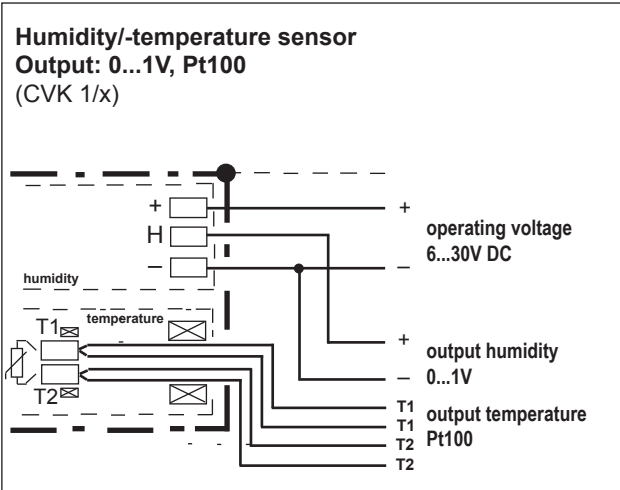 Humidity/-temperature sensor
Output: 0...1V, Pt100
(CVK 1/x)
+
H
–
humidity
temperature
T1
T2
+
operating voltage
6...30V DC
–
+
output humidity
–
0...1V
T1
output temperature
T1
Pt100
T2
T2